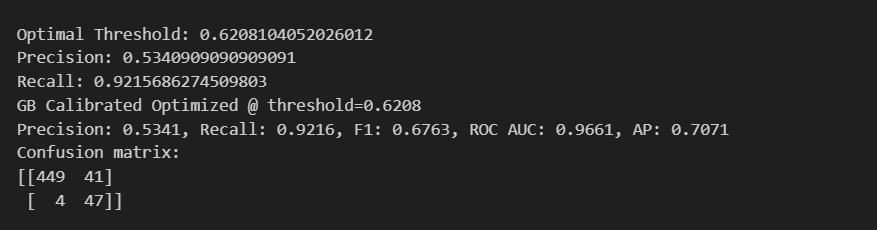 Optimal Threshold: 0.6208104052026012
Precision: 0.5340909090909091
Recall: 0.9215686274509803
GB Calibrated Optimized @ threshold=0.6208
Precision: 0.5341, Recall: 0.9216, F1: 0.6763, ROC AUC: 0.9661, AP: 0.7071
Confusion matrix:
[[449  41]
 [  4  47]]